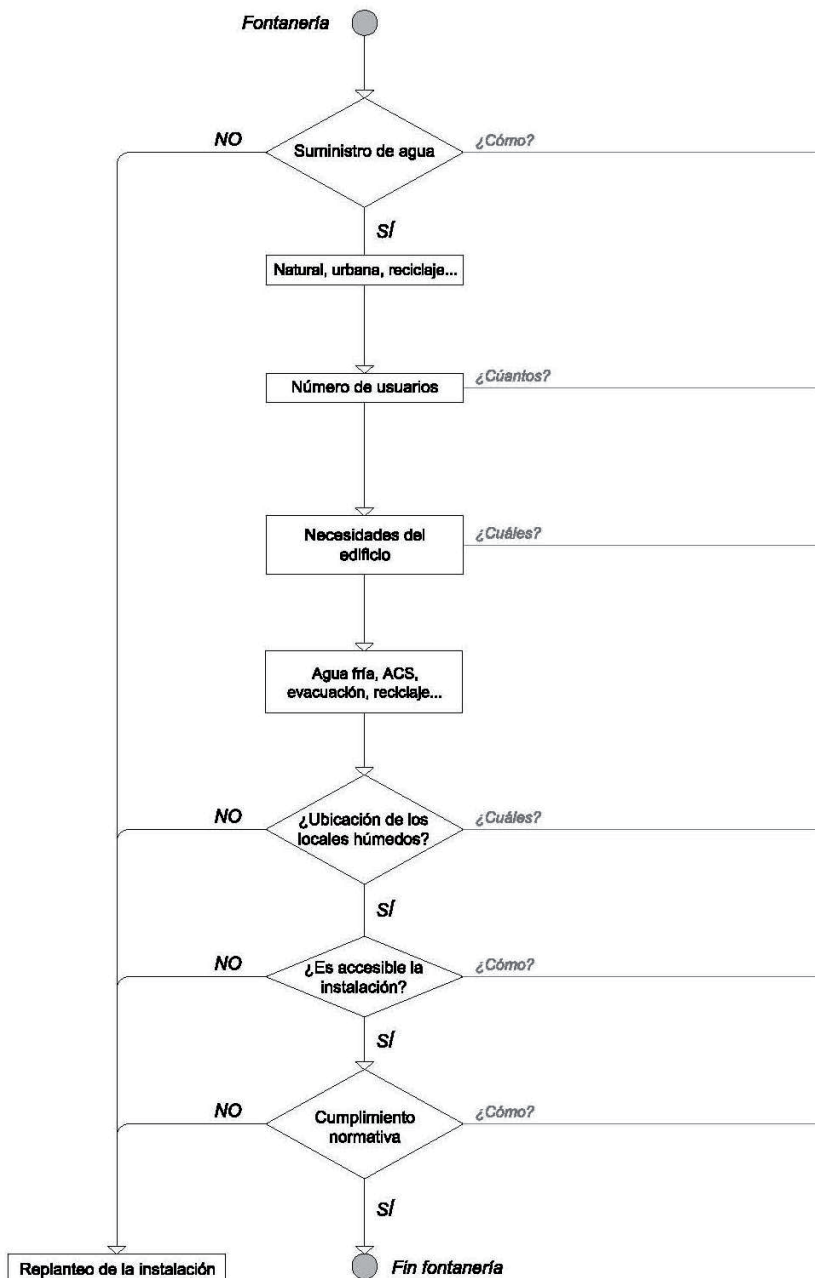 Fontanería
NO
Suministro de agua
¿Cómo?
SÍ
Natural, urbana, reciclaje...
Número de usuarios
¿Cúantos?
Necesidades del
edificio
¿Cuáles?
Agua fría, ACS,
evacuación, reciclaje...
NO
¿Ubicación de los
locales húmedos?
¿Cuáles?
SÍ
NO
¿Es accesible la
instalación?
¿Cómo?
SÍ
NO
Cumplimiento
normativa
¿Cómo?
SÍ
Replanteo de la instalación
Fin fontanería